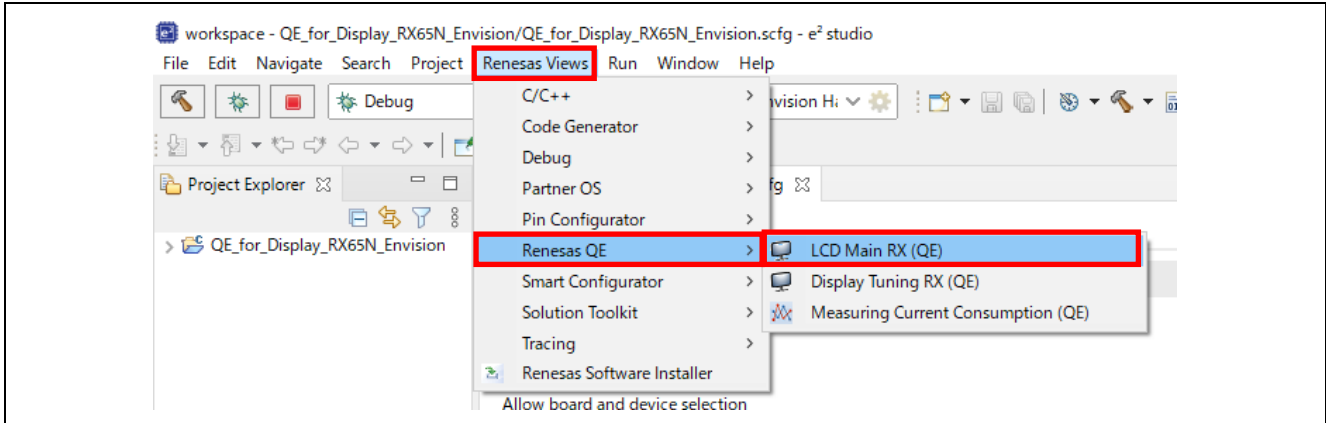 workspace - QE_for_Display_RX65N_Envision/QE_for_Display_RX65N_Envision.scfg - e² studio
File Edit Navigate Search Project Renesas Views Run Window Help
Debug
C/C++
Code Generator
Debug
Partner OS
Project Explorer
fg
Pin Configurator
QE_for_Display_RX65N_Envision
Renesas QE
LCD Main RX (QE)
Smart Configurator
Display Tuning RX (QE)
Solution Toolkit
Measuring Current Consumption (QE)
Tracing
Renesas Software Installer
Allow board and device selection